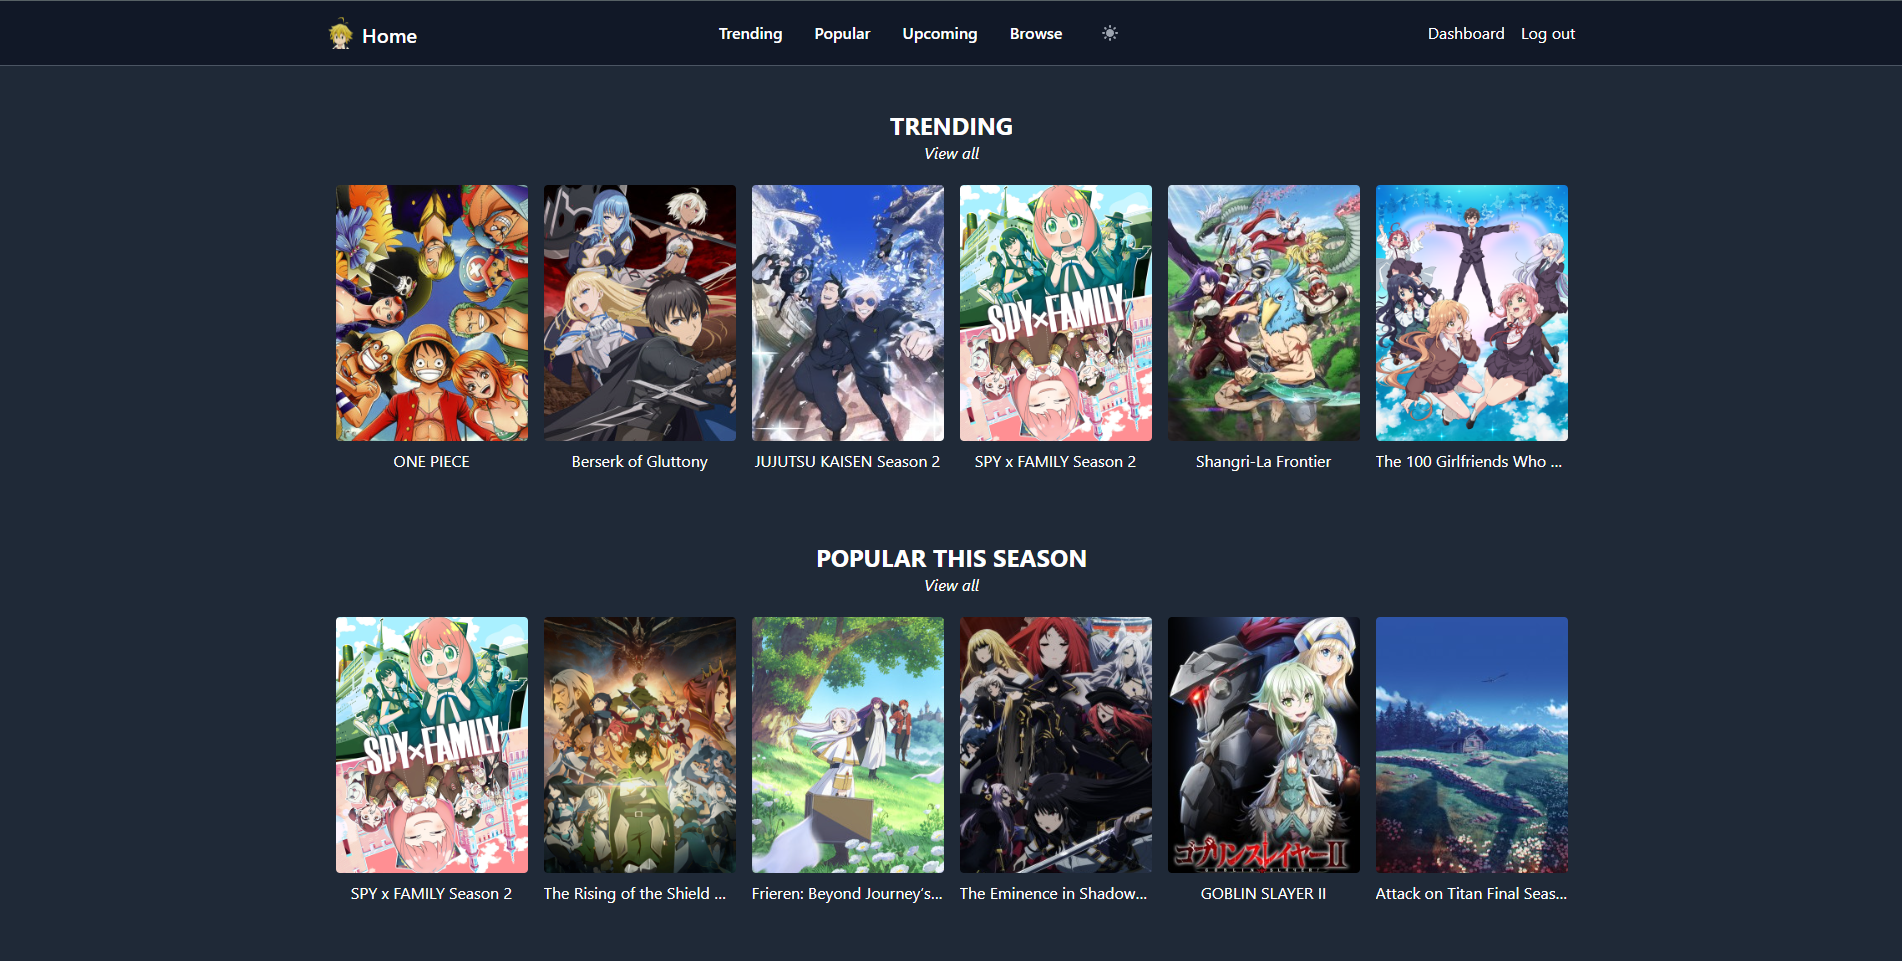 Home
Trending
Popular
Upcoming
Browse
Dashboard
Log out
TRENDING
View all
SPY×FAMILY
ONE PIECE
Berserk of Gluttony
JUJUTSU KAISEN Season 2
SPY x FAMILY Season 2
Shangri-La Frontier
The 100 Girlfriends Who ...
POPULAR THIS SEASON
View all
SPY×FAMILY
ゴブリンスレイヤーII
SPY x FAMILY Season 2
The Rising of the Shield ...
Frieren: Beyond Journey’s...
The Eminence in Shadow...
GOBLIN SLAYER II
Attack on Titan Final Seas...